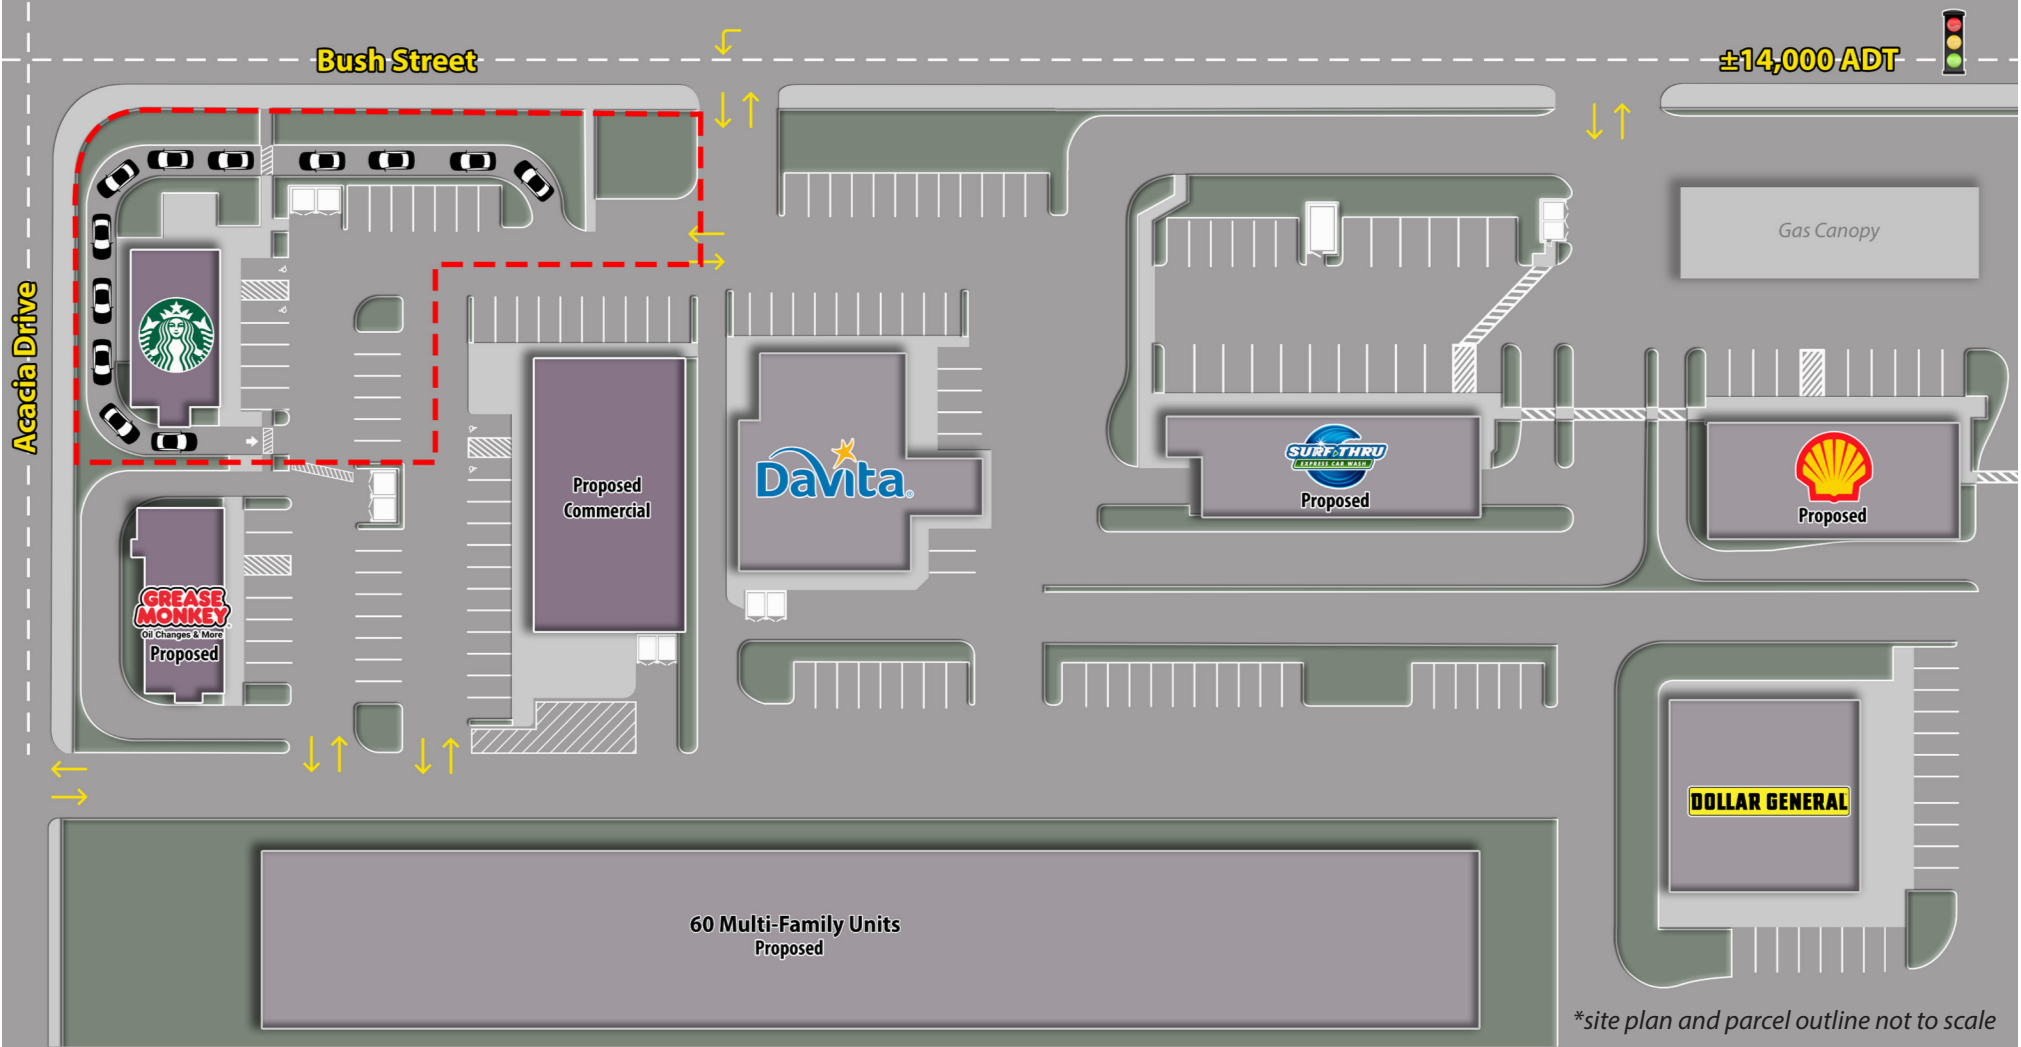 Bush Street
±14,000 ADT
Acacia Drive
Gas Canopy
Proposed
Commercial
DaVita®
SURF THRU
EXPRESS CAR WASH
Proposed
Proposed
GREASE
MONKEY®
Oil Changes & More
Proposed
DOLLAR GENERAL
60 Multi-Family Units
Proposed
*site plan and parcel outline not to scale